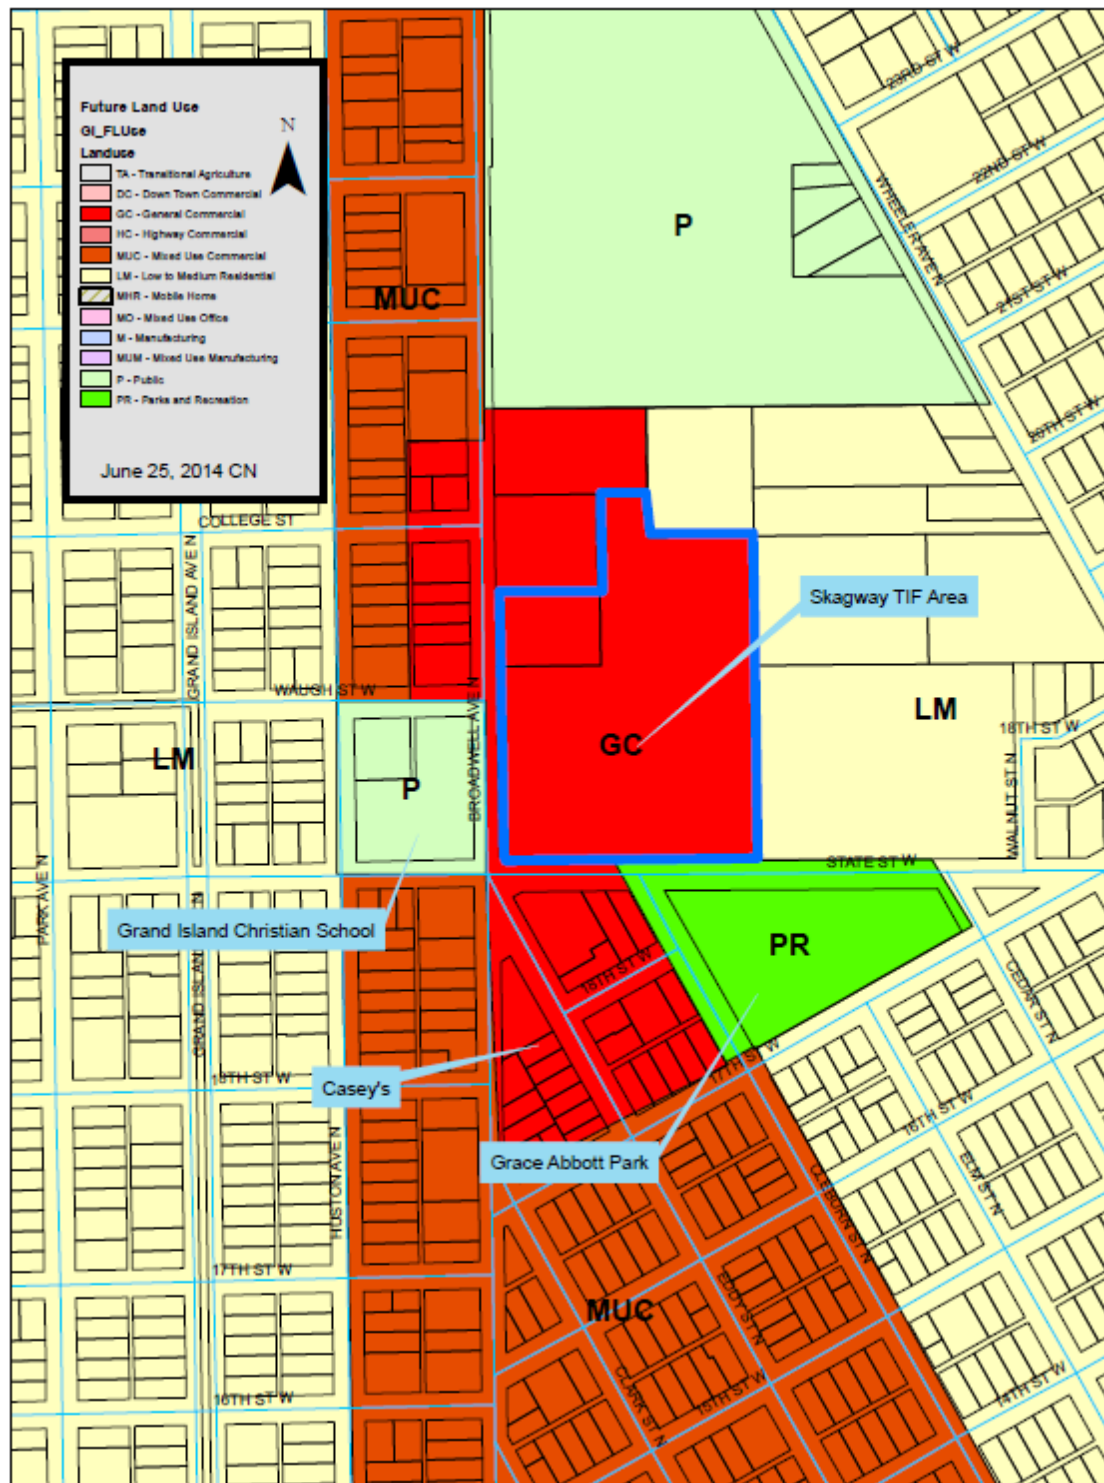 Future Land Use
GI_FLUse
Landuse
N
TA - Transitional Agriculture
DC - Down Town Commercial
GC - General Commercial
HC - Highway Commercial
MUC - Mixed Use Commercial
LM - Low to Medium Residential
MHR - Mobile Home
MO - Mixed Use Office
M - Manufacturing
MUM - Mixed Use Manufacturing
P - Public
PR - Parks and Recreation
June 25, 2014 CN
23RD ST W
22ND ST W
WHEELER AVE N
P
21ST ST W
MUC
20TH ST W
COLLEGE ST
GRAND ISLAND AVE N
Skagway TIF Area
WAUGH ST W
BROADWELL AVE N
LM
18TH ST W
GC
LM
P
WALNUT ST N
STATE ST W
PARK AVE N
Grand Island Christian School
PR
18TH ST W
CEDAR ST N
GRAND ISLAND N
17TH ST W
18TH ST W
Casey's
16TH ST W
Grace Abbott Park
HUSTON AVE N
CLEBURN ST N
ELM ST N
17TH ST W
MUC
EDDY ST N
CLARK ST N
15TH ST W
14TH ST W
16TH ST W